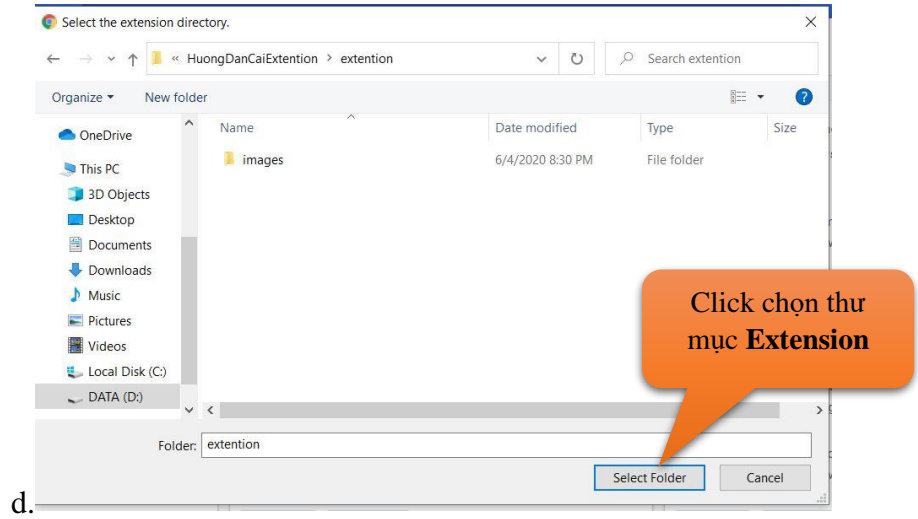 Select the extension directory.
« HuongDanCaiExtention > extention
Search extention
Organize New folder
Name Date modified Type Size
OneDrive
images 6/4/2020 8:30 PM File folder
This PC
3D Objects
Desktop
Documents
Downloads
Music
Pictures
Videos
Local Disk (C:)
DATA (D:)
Click chọn thư
mục Extension
Folder: extention
Select Folder Cancel
d.